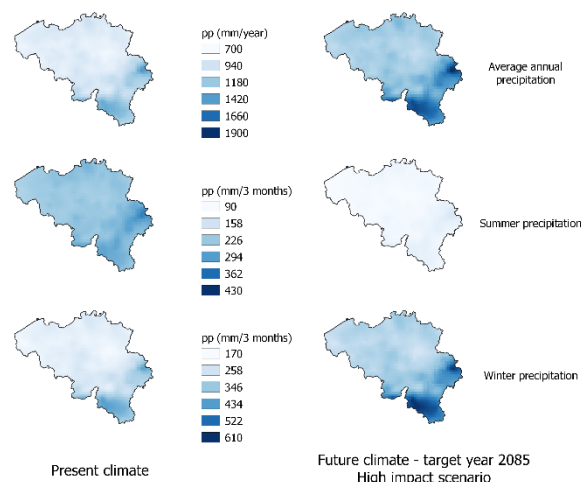 pp (mm/year)
700
940
1180
1420
1660
1900
Average annual
precipitation
pp (mm/3 months)
90
158
226
294
362
430
Summer precipitation
pp (mm/3 months)
170
258
346
434
522
610
Winter precipitation
Present climate
Future climate - target year 2085
High impact scenario